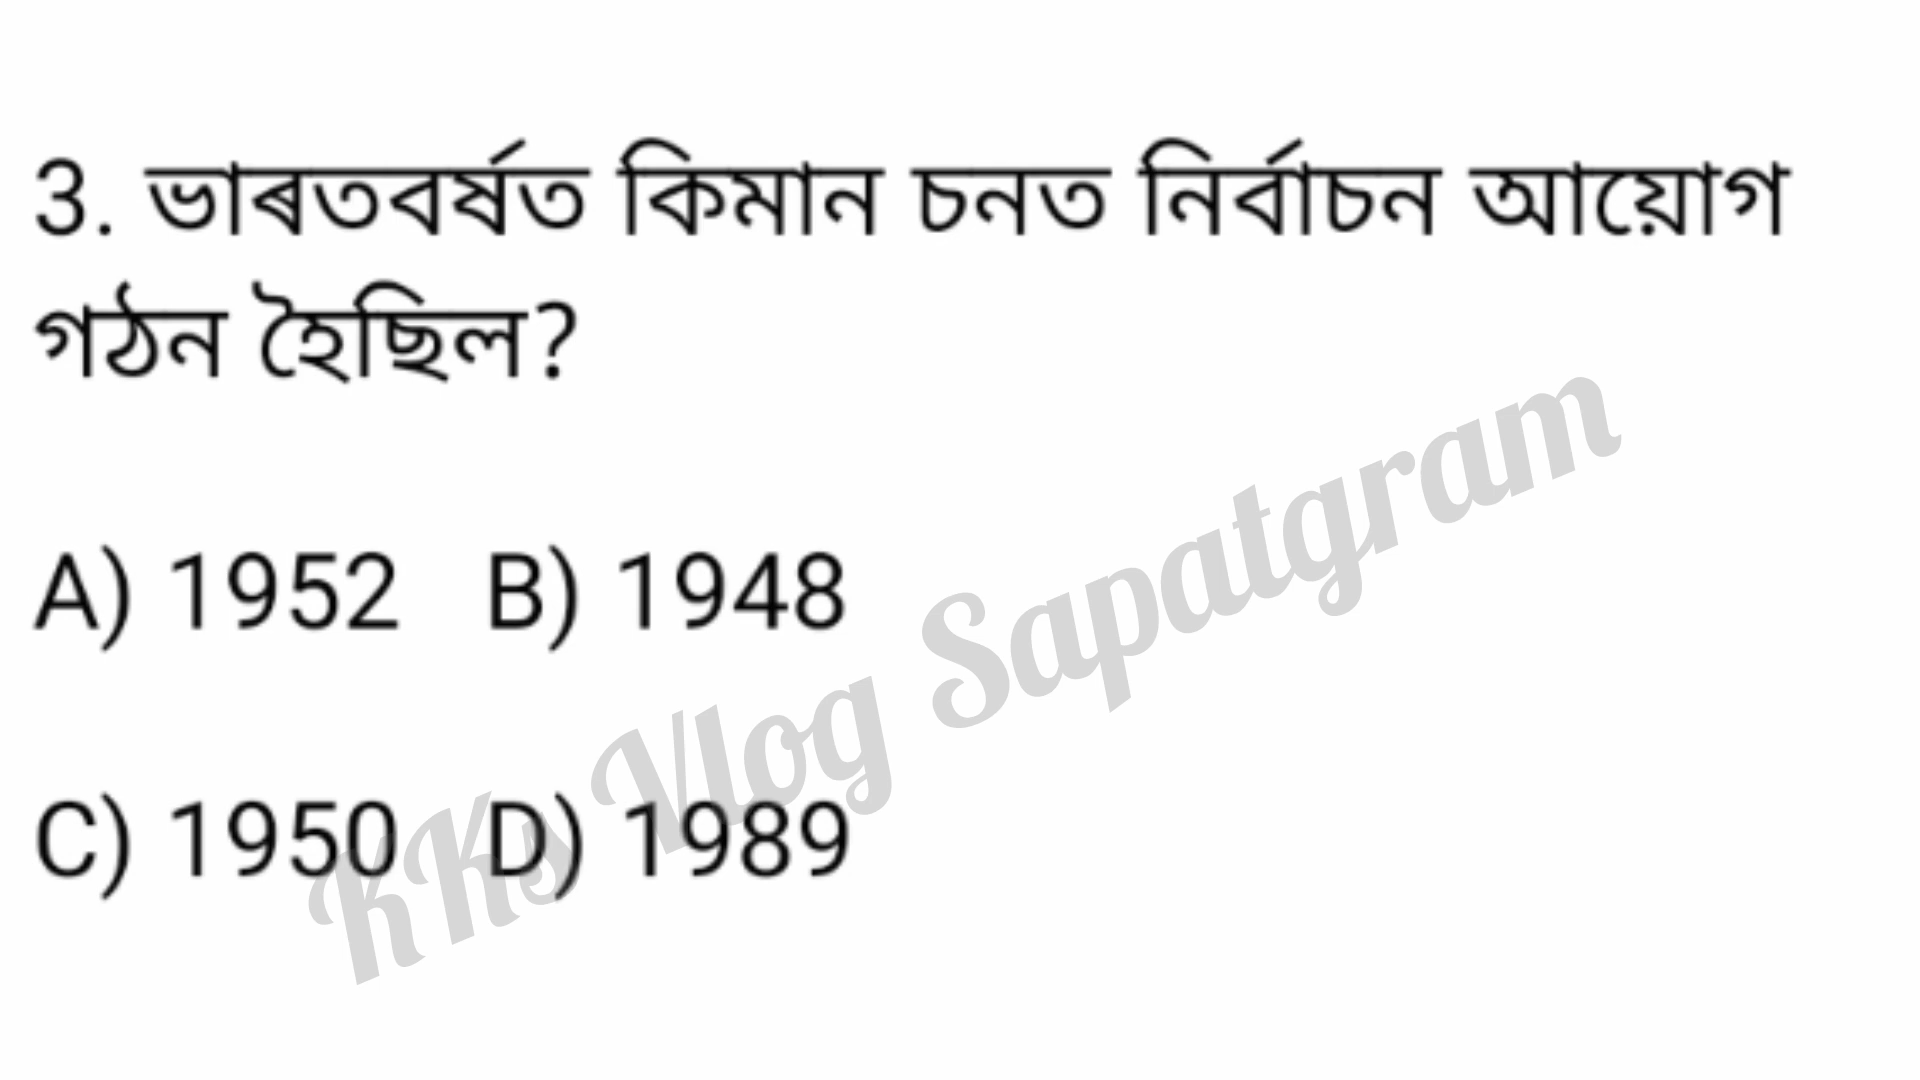 3. ভাৰতবৰ্ষত কিমান চনত নিৰ্বাচন আয়োগ
গঠন হৈছিল?
A) 1952 B) 1948
C) 1950 D) 1989
KKs Vlog Sapatgram